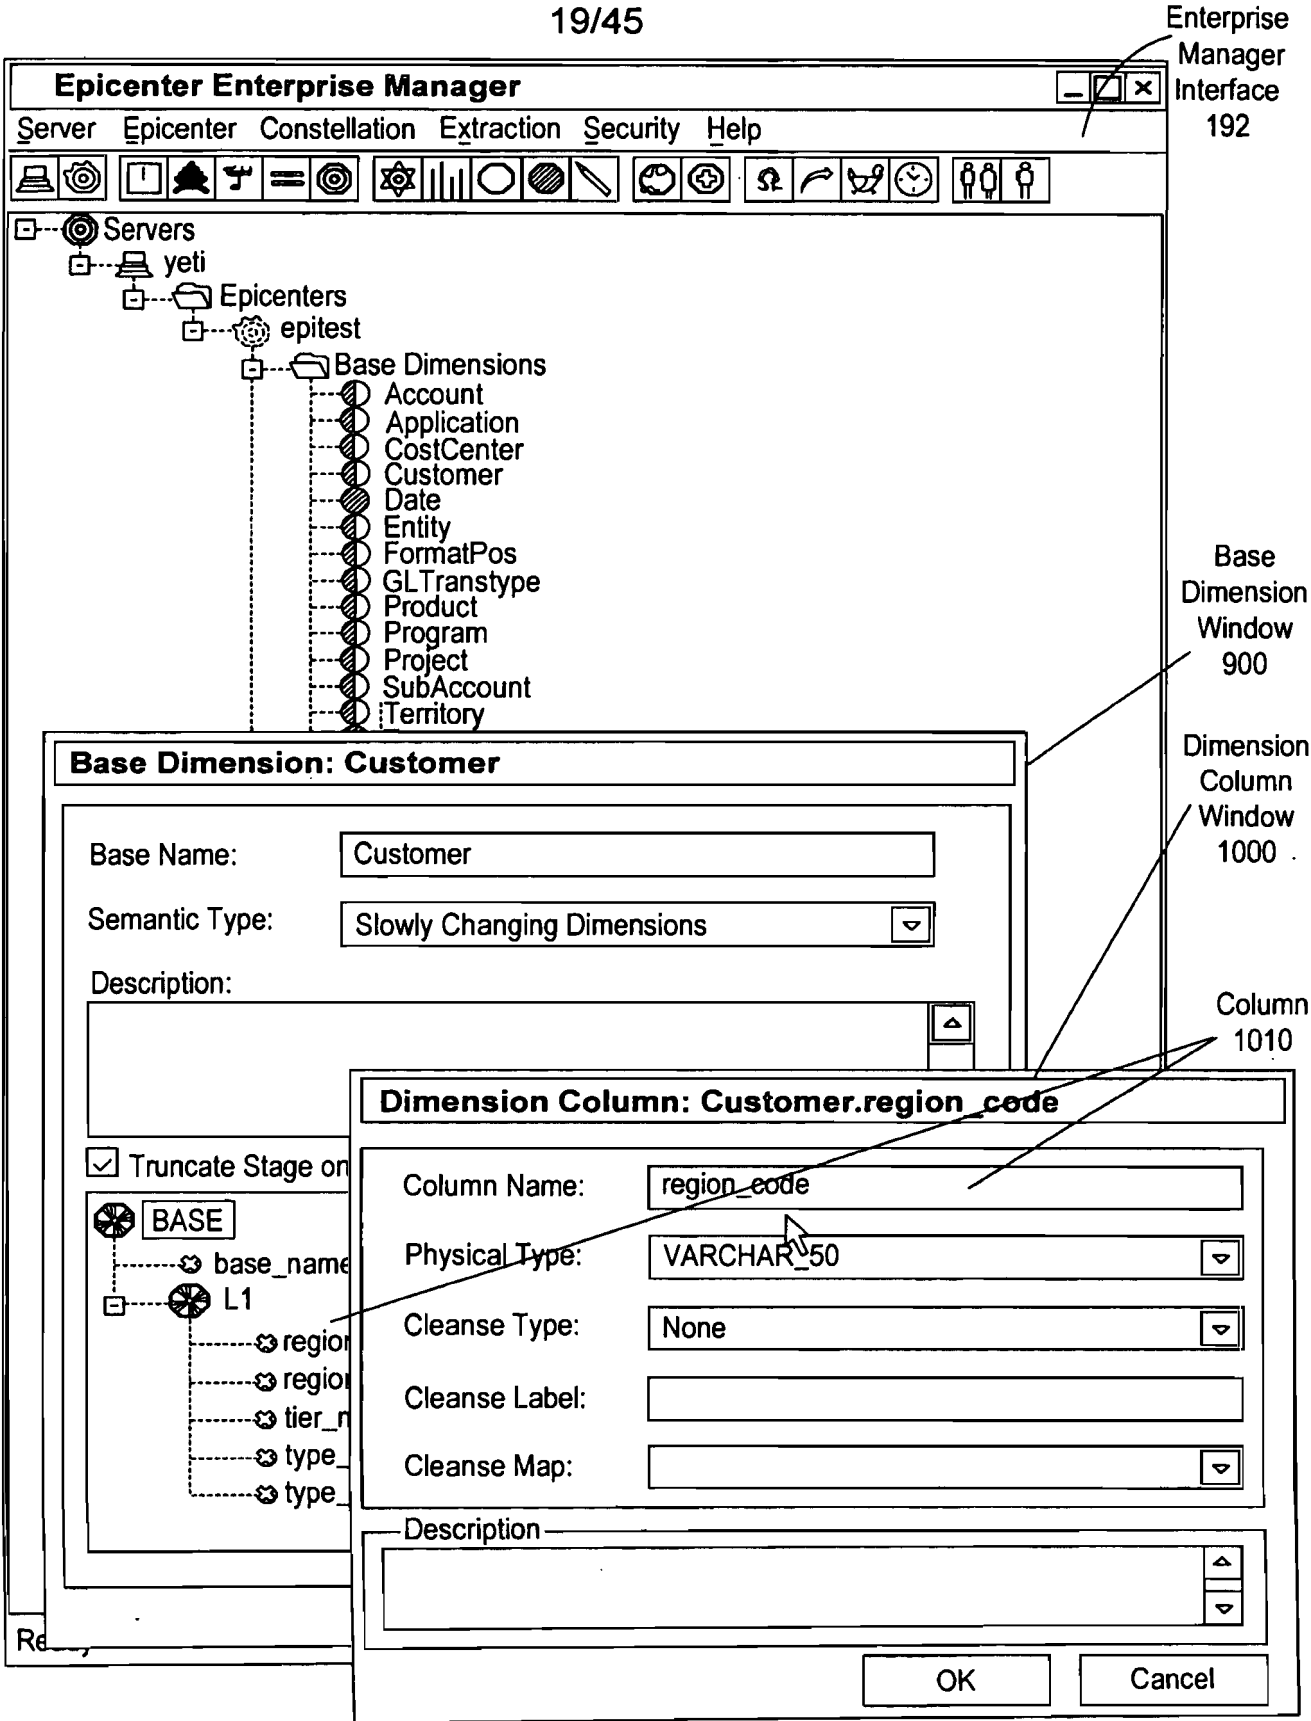 19/45
Enterprise
Manager
Interface
192
Epicenter Enterprise Manager
Server Epicenter Constellation Extraction Security Help
Servers
yeti
Epicenters
epitest
Base Dimensions
Account
Application
CostCenter
Customer
Date
Entity
FormatPos
GLTranstype
Product
Program
Project
SubAccount
Territory
Base
Dimension
Window
900
Dimension
Column
Window
1000
Column
1010
Base Dimension: Customer
Base Name: Customer
Semantic Type: Slowly Changing Dimensions
Description:
Truncate Stage on
BASE
base_name
L1
region
region
tier_n
type_
type_
Dimension Column: Customer.region_code
Column Name: region_code
Physical Type: VARCHAR_50
Cleanse Type: None
Cleanse Label:
Cleanse Map:
Description
OK Cancel